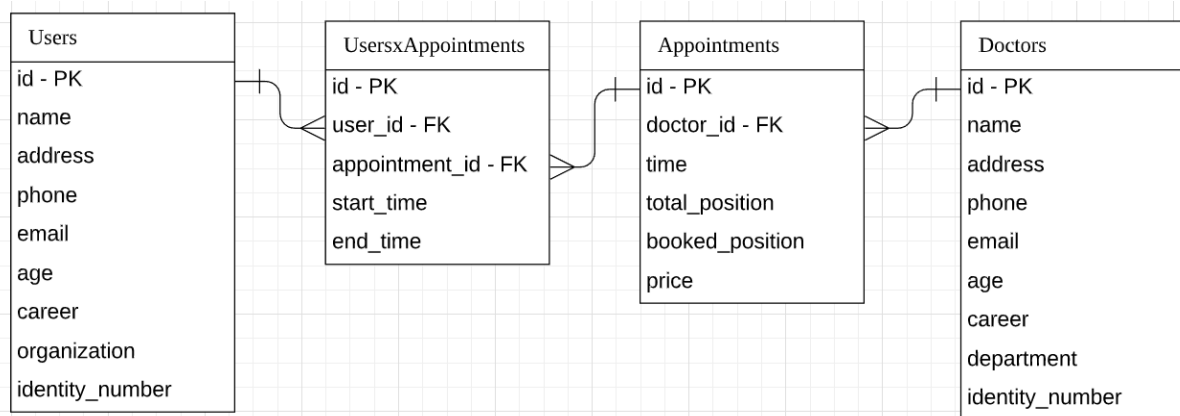 Users
id - PK
name
address
phone
email
age
career
organization
identity_number
UsersxAppointments
id - PK
user_id - FK
appointment_id - FK
start_time
end_time
Appointments
id - PK
doctor_id - FK
time
total_position
booked_position
price
Doctors
id - PK
name
address
phone
email
age
career
department
identity_number